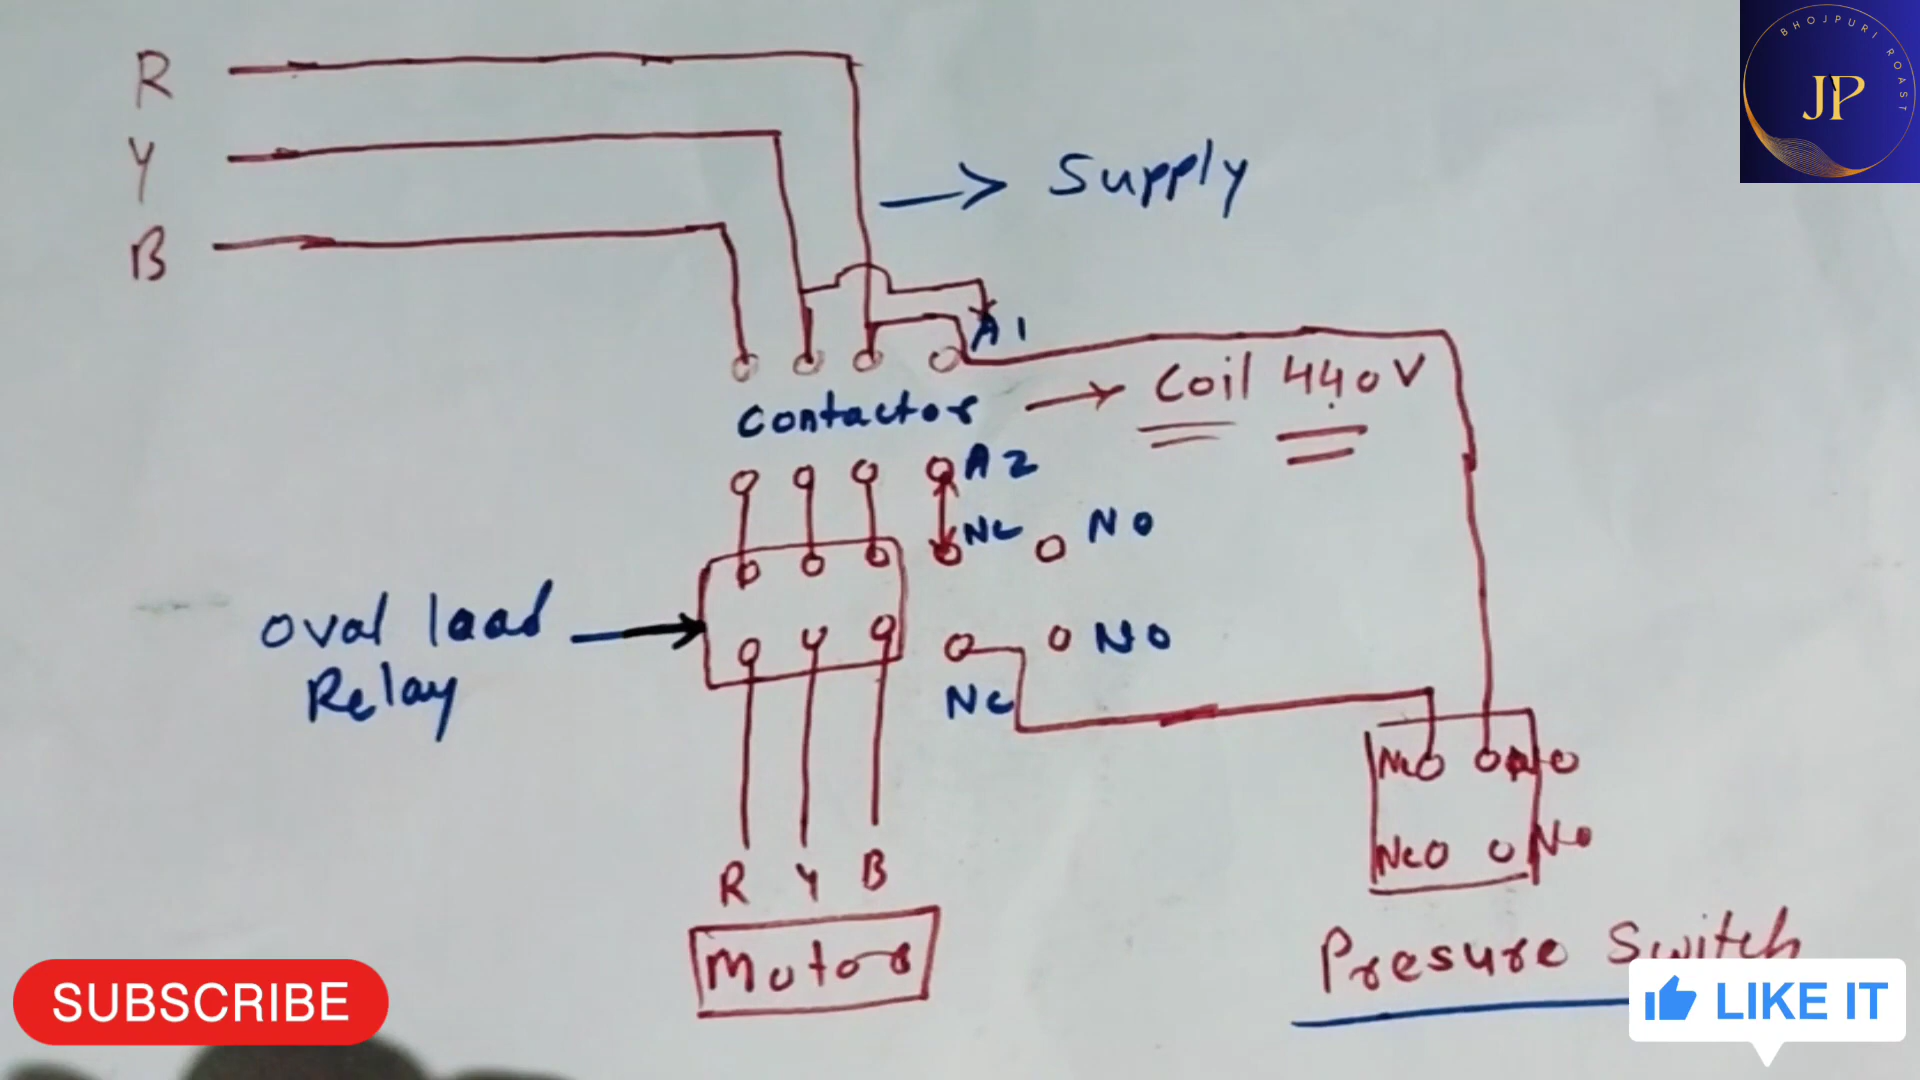 BHOJPURI ROAST
JP
R
Y
B
Supply
A1
Coil 440V
Contactor
A2
NC
NO
Oval load
Relay
NO
NC
NC
NO
NC
NO
R Y B
Motor
Presure Switch
SUBSCRIBE
LIKE IT